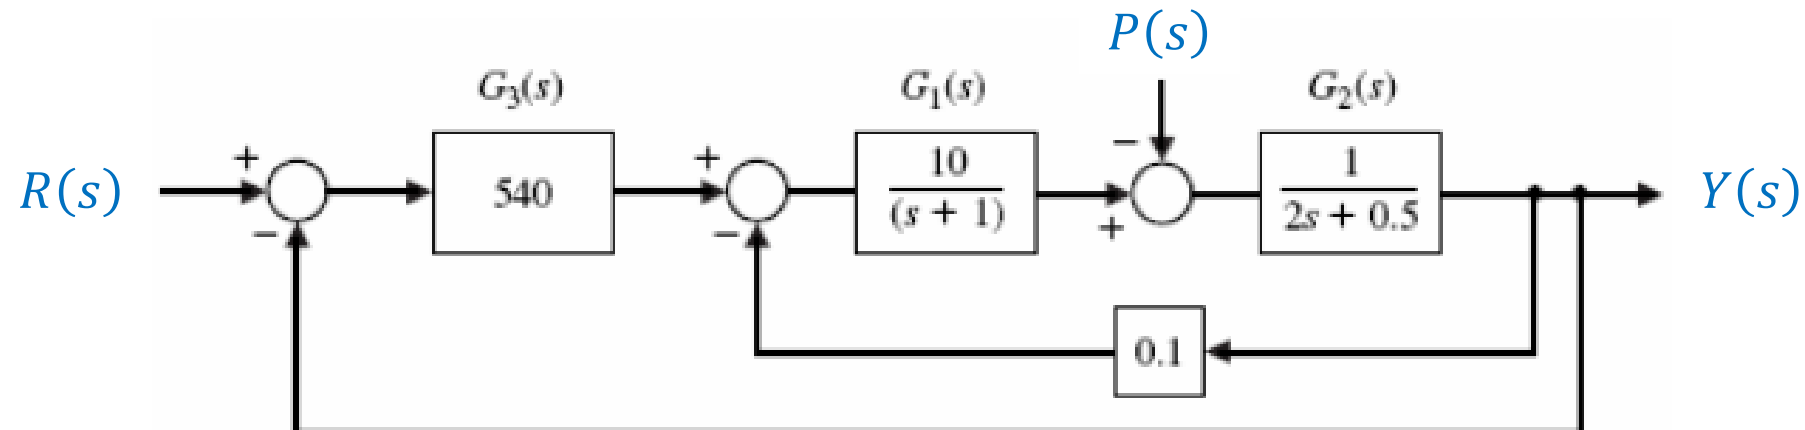 P(s)
G₃(s)
G₁(s)
G₂(s)
R(s)
+
−
540
+
−
10
(s + 1)
−
+
1
2s + 0.5
Y(s)
0.1